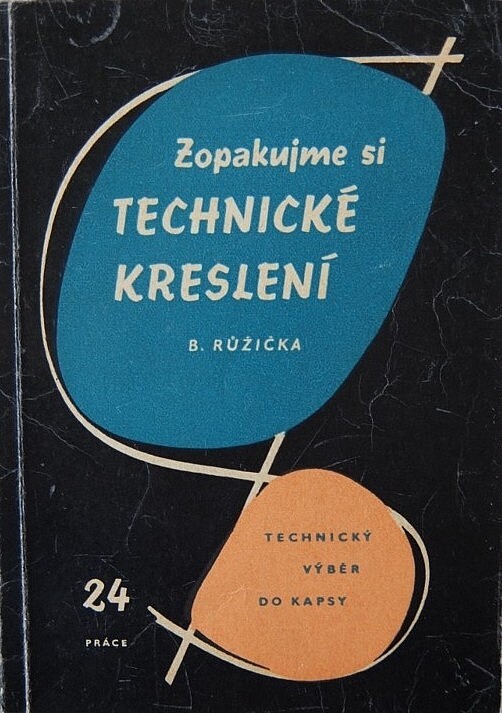 Zopakujme si
TECHNICKÉ
KRESLENÍ
B. RŮŽIČKA
TECHNICKÝ
VÝBĚR
DO KAPSY
24
PRÁCE